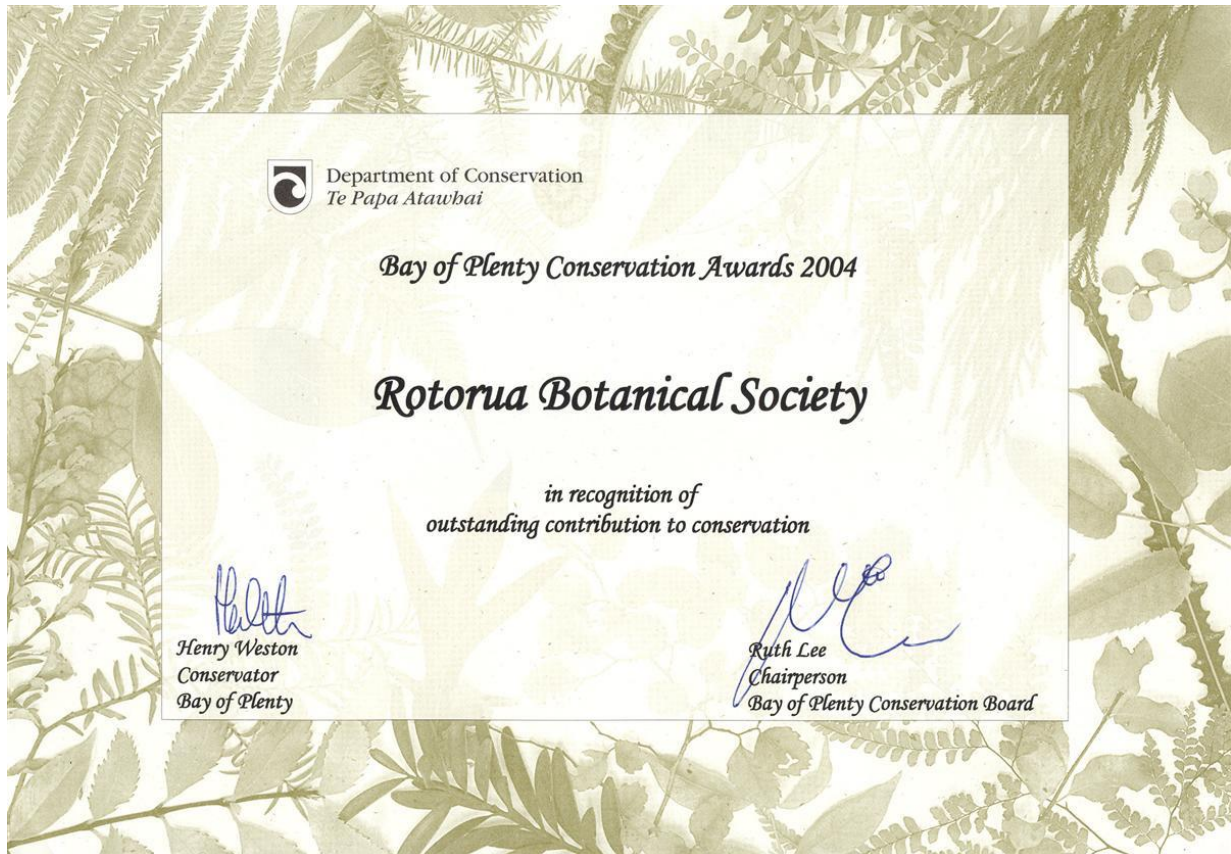 Department of Conservation
Te Papa Atawhai
Bay of Plenty Conservation Awards 2004
Rotorua Botanical Society
in recognition of
outstanding contribution to conservation
Henry Weston
Conservator
Bay of Plenty
Ruth Lee
Chairperson
Bay of Plenty Conservation Board